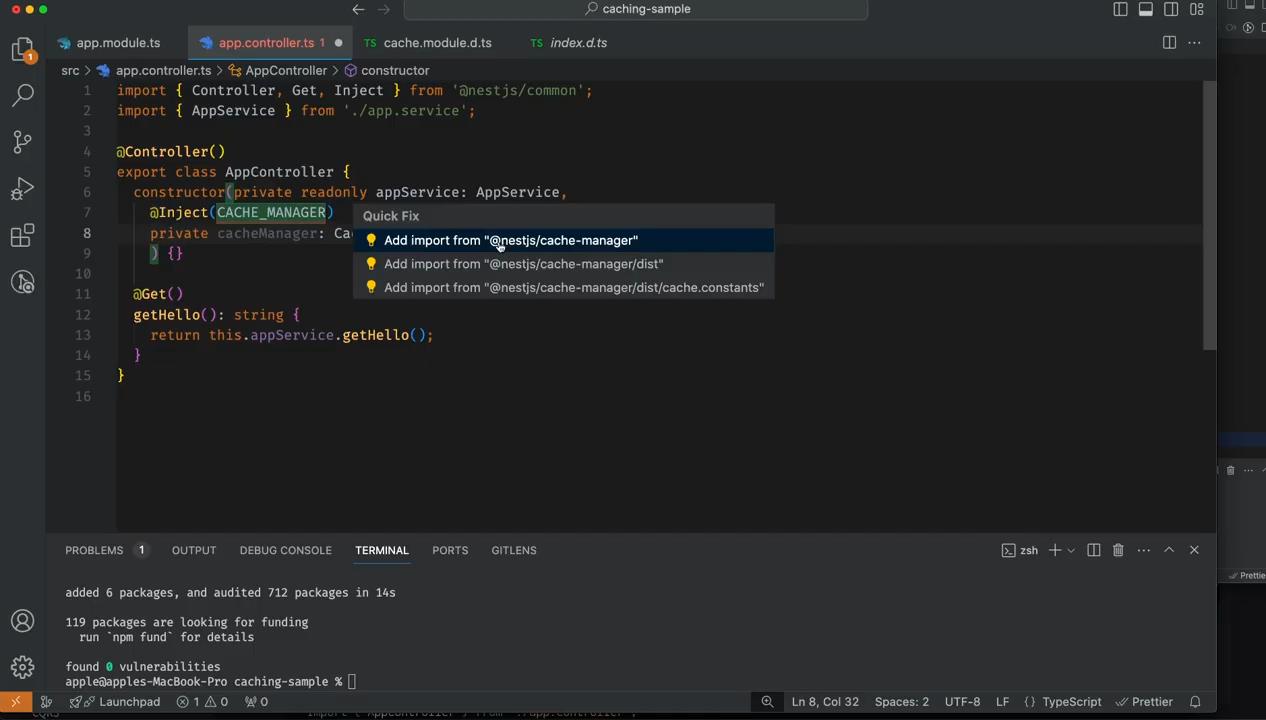 caching-sample
app.module.ts
app.controller.ts 1
TS cache.module.d.ts
TS index.d.ts
1
src > app.controller.ts > AppController > constructor
1 import { Controller, Get, Inject } from '@nestjs/common';
2 import { AppService } from './app.service';
3
4 @Controller()
5 export class AppController {
6 constructor(private readonly appService: AppService,
7 @Inject(CACHE_MANAGER)
8 private cacheManager: Ca
9 ) {}
10
11 @Get()
12 getHello(): string {
13 return this.appService.getHello();
14 }
15 }
16
Quick Fix
Add import from "@nestjs/cache-manager"
Add import from "@nestjs/cache-manager/dist"
Add import from "@nestjs/cache-manager/dist/cache.constants"
PROBLEMS 1 OUTPUT DEBUG CONSOLE TERMINAL PORTS GITLENS
zsh
added 6 packages, and audited 712 packages in 14s
119 packages are looking for funding
run `npm fund` for details
found 0 vulnerabilities
apple@apples-MacBook-Pro caching-sample %
Launchpad 1 0 0 Ln 8, Col 32 Spaces: 2 UTF-8 LF {} TypeScript Prettier
Prettie